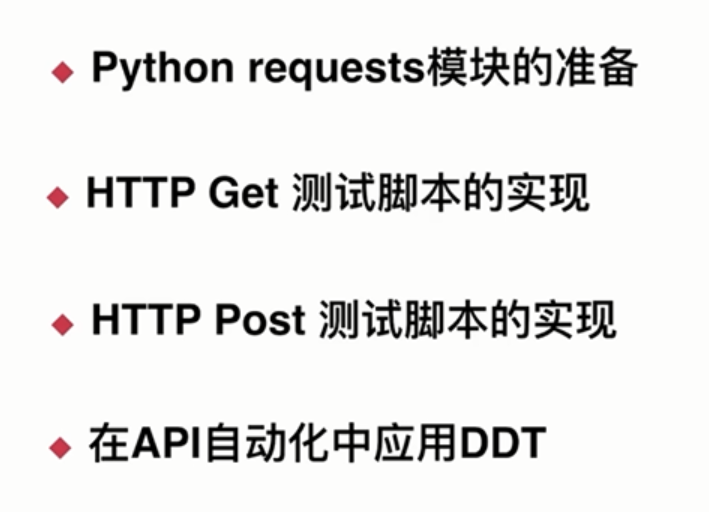 Python requests模块的准备
HTTP Get 测试脚本的实现
HTTP Post 测试脚本的实现
在API自动化中应用DDT